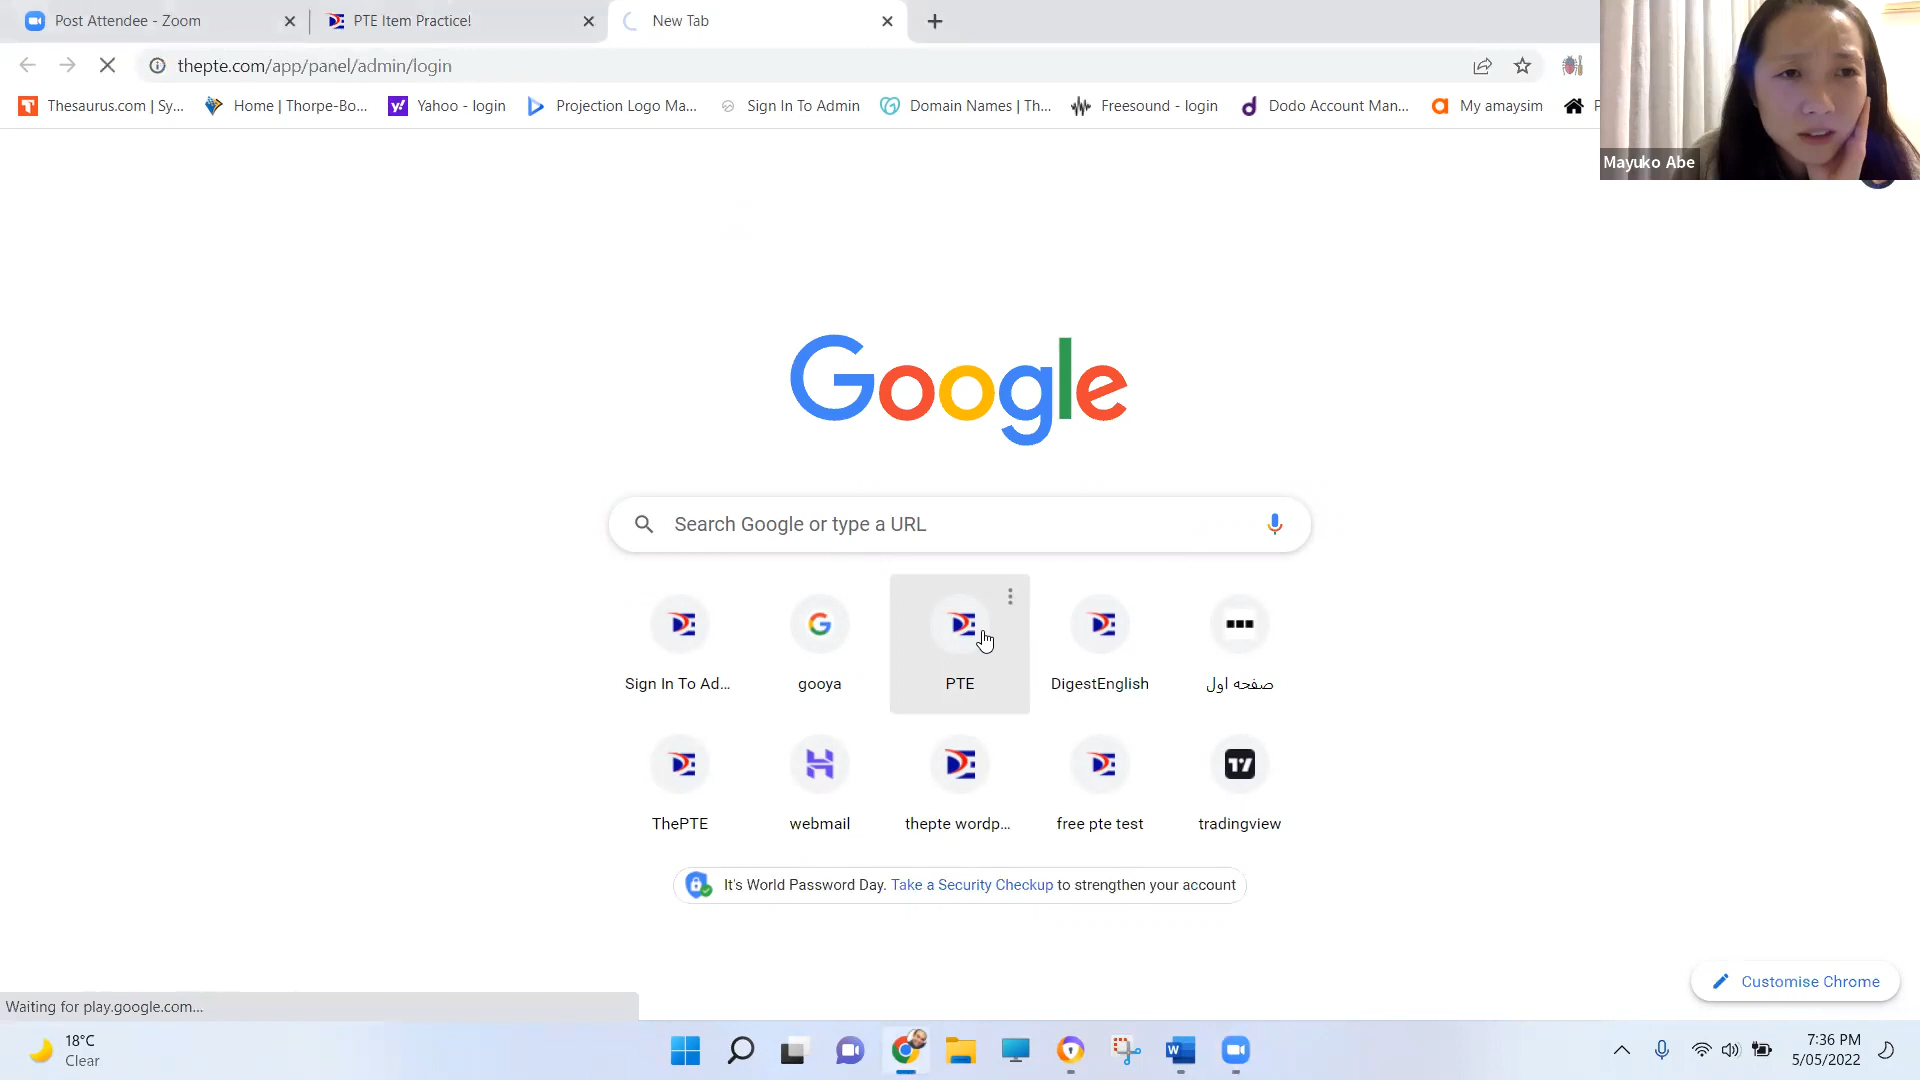 Post Attendee - Zoom
PTE Item Practice!
New Tab
thepte.com/app/panel/admin/login
Thesaurus.com | Sy...
Home | Thorpe-Bo...
Yahoo - login
Projection Logo Ma...
Sign In To Admin
Domain Names | Th...
Freesound - login
Dodo Account Man...
My amaysim
Mayuko Abe
Google
Search Google or type a URL
Sign In To Ad...
gooya
PTE
DigestEnglish
صفحه اول
ThePTE
webmail
thepte wordp...
free pte test
tradingview
It's World Password Day. Take a Security Checkup to strengthen your account
Customise Chrome
Waiting for play.google.com...
18°C
Clear
7:36 PM
5/05/2022